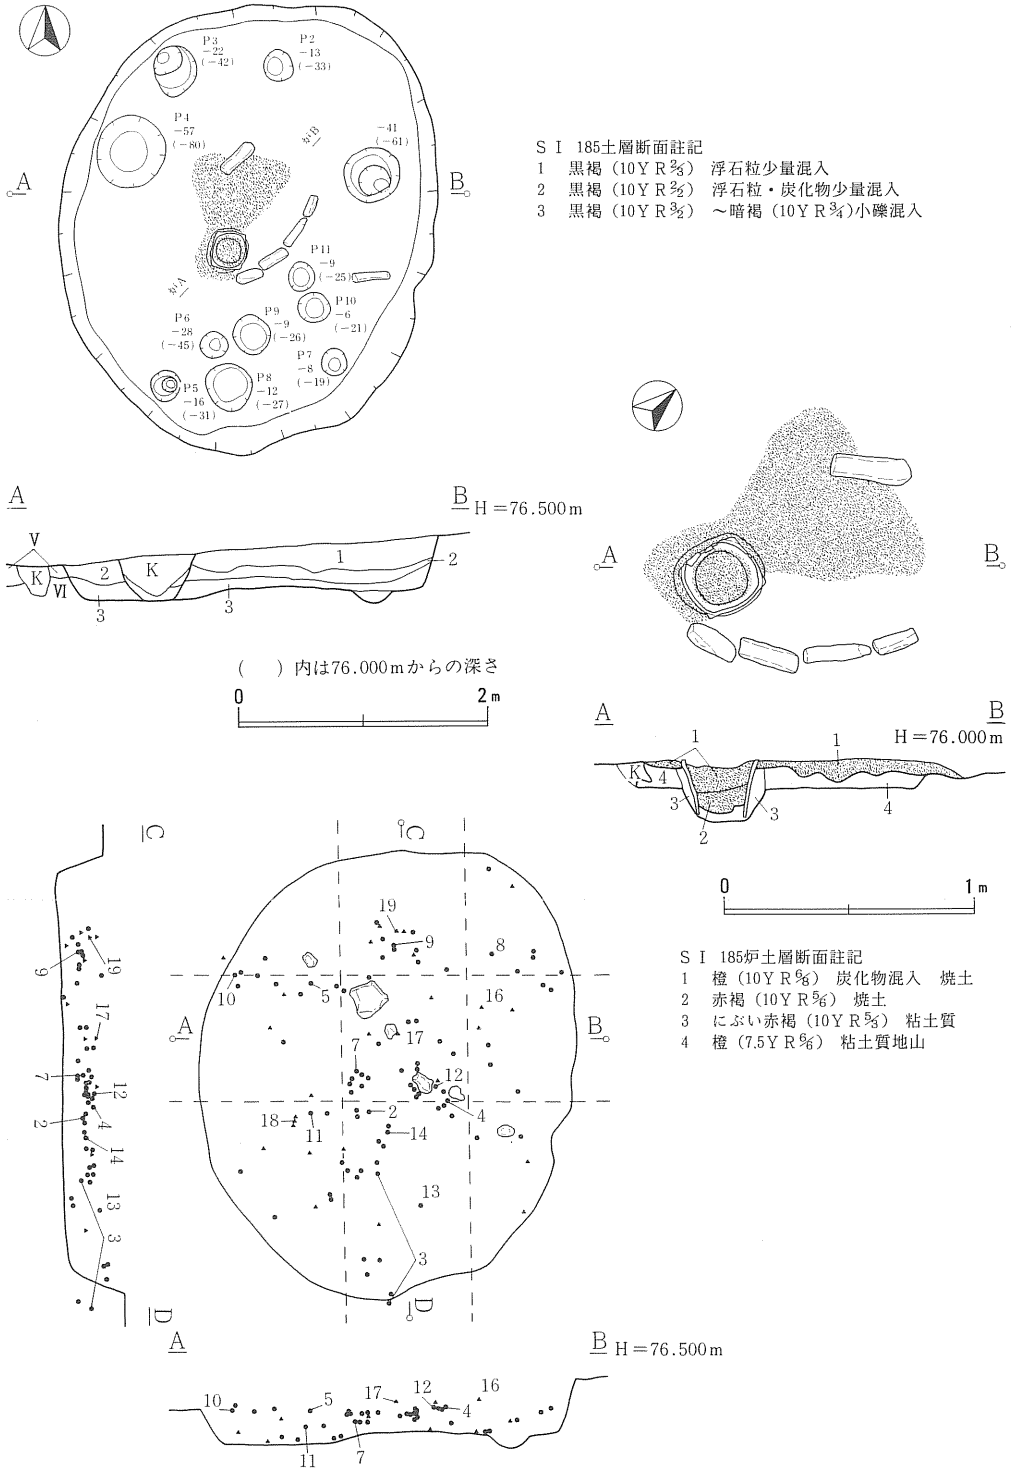 P3
-22
(-42)
P2
-13
(-33)
P4
-57
(-80)
炉B
-41
(-61)
A
B
P11
-9
(-25)
炉A
P10
-6
(-21)
P6
-28
(-45)
P9
-9
(-26)
P7
-8
(-19)
P5
-16
(-31)
P8
-12
(-27)
SI 185土層断面註記
1 黒褐(10YR2/3) 浮石粒少量混入
2 黒褐(10YR2/2) 浮石粒・炭化物少量混入
3 黒褐(10YR3/2) ～暗褐(10YR3/4)小礫混入
A
B H=76.500m
V
K
VI
2
K
1
2
3
3
( )内は76.000mからの深さ
0
2m
A
B
A
B
H=76.000m
1
1
K
4
3
3
2
4
0
1m
SI 185炉土層断面註記
1 橙(10YR6/8) 炭化物混入 焼土
2 赤褐(10YR5/6) 焼土
3 にぶい赤褐(10YR5/3) 粘土質
4 橙(7.5YR6/6) 粘土質地山
C
19
9
17
7
12
4
2
14
13
3
D
C
19
9
8
10
5
16
A
B
17
7
12
18
11
2
4
14
13
3
D
A
B H=76.500m
10
5
17
12
16
4
11
7